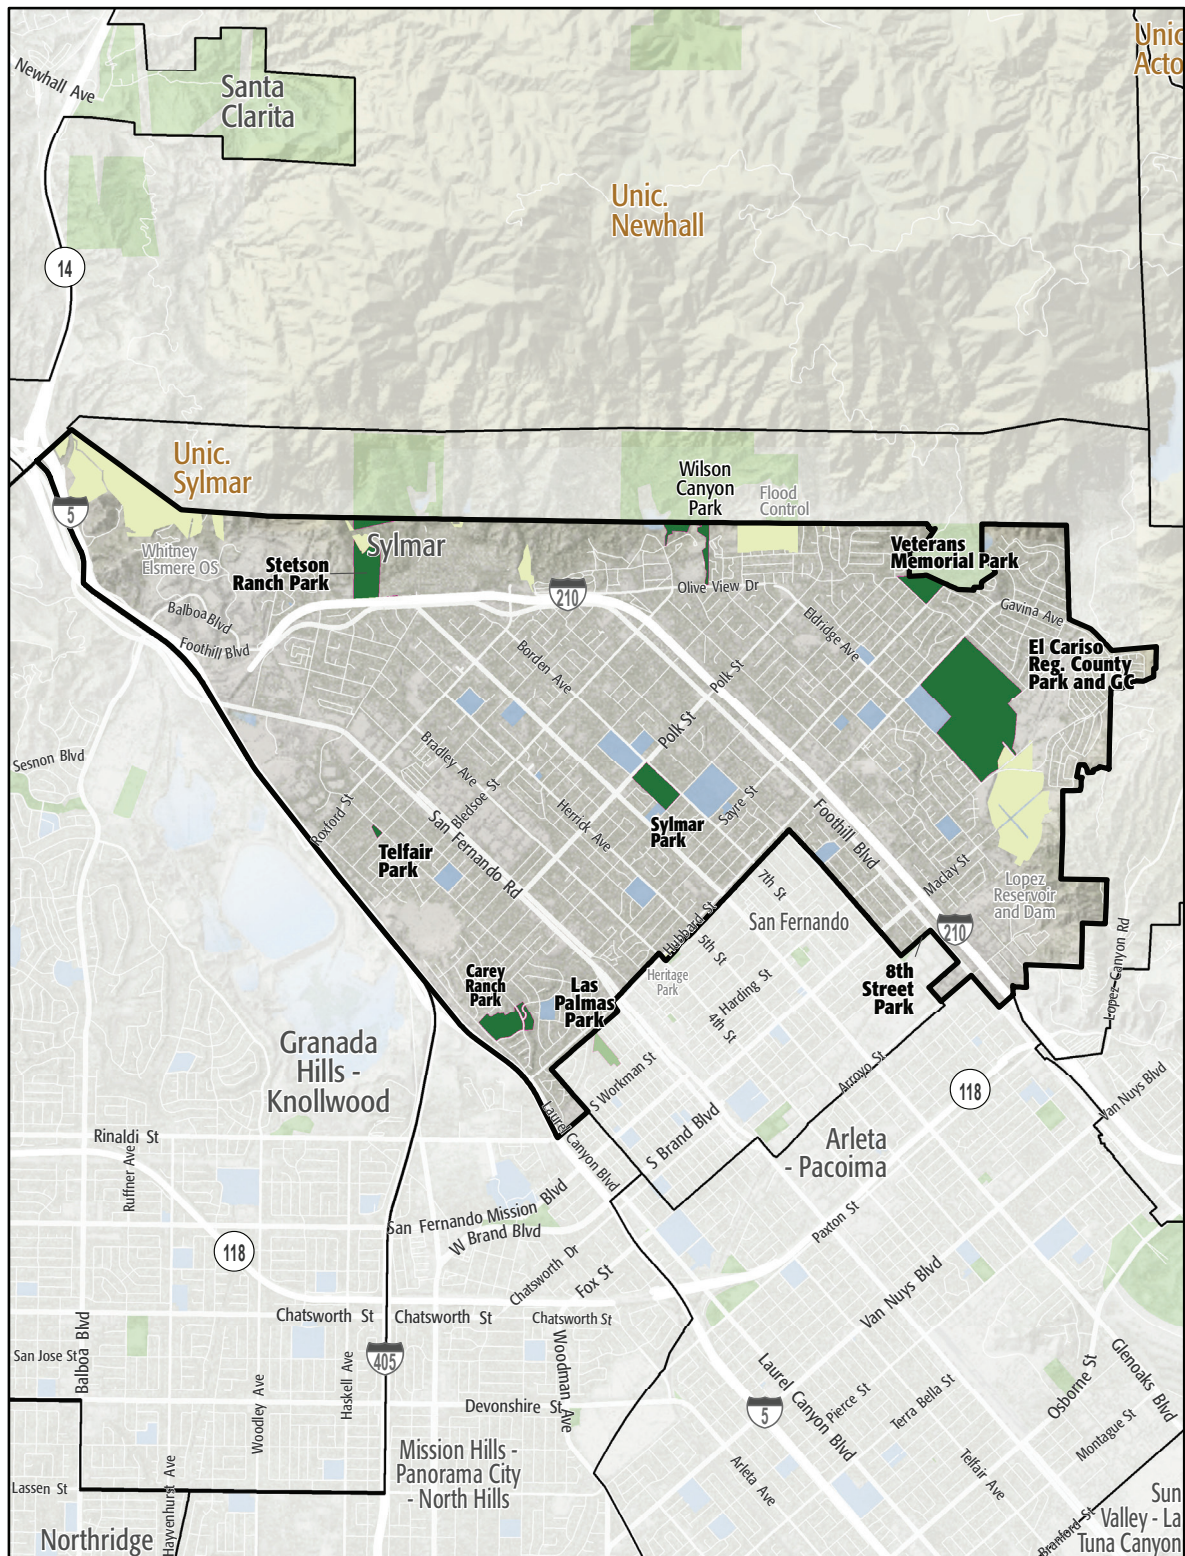 Unic
Acto
Newhall Ave
Santa
Clarita
Unic.
Newhall
14
Unic.
Sylmar
Wilson
Canyon
Park
Flood
Control
5
Whitney
Elsmere OS
Stetson
Ranch Park
Sylmar
Veterans
Memorial Park
210
Olive View Dr
Gavina Ave
Balboa Blvd
Foothill Blvd
Eldridge Ave
El Cariso
Reg. County
Park and GC
Borden Ave
Polk St
Polk St
Sesnon Blvd
Bradley Ave
Bledsoe St
Roxford St
San Fernando Rd
Herrick Ave
Sayre St
Sylmar
Park
Foothill Blvd
Telfair
Park
Maclay St
Lopez
Reservoir
and Dam
7th St
San Fernando
Hubbard St
5th St
210
Lopez Canyon Rd
Heritage
Park
Harding St
4th St
8th
Street
Park
Carey
Ranch
Park
Las
Palmas
Park
Granada
Hills -
Knollwood
S Workman St
Arroyo St
118
Van Nuys Blvd
Laurel Canyon Blvd
S Brand Blvd
Arleta
- Pacoima
Rinaldi St
Ruffner Ave
San Fernando Mission Blvd
W Brand Blvd
Paxton St
118
Chatsworth Dr
Fox St
Van Nuys Blvd
Chatsworth St
Chatsworth St
Chatsworth St
San Jose St
Balboa Blvd
405
Woodman Ave
Haskell Ave
Woodley Ave
Laurel Canyon Blvd
Pierce St
Terra Bella St
Osborne St
Glenoaks Blvd
Devonshire St
5
Montague St
Mission Hills -
Panorama City
- North Hills
Arleta Ave
Telfair Ave
Lassen St
Hayvenhurst Ave
Northridge
Branford St
Sun
Valley - La
Tuna Canyon